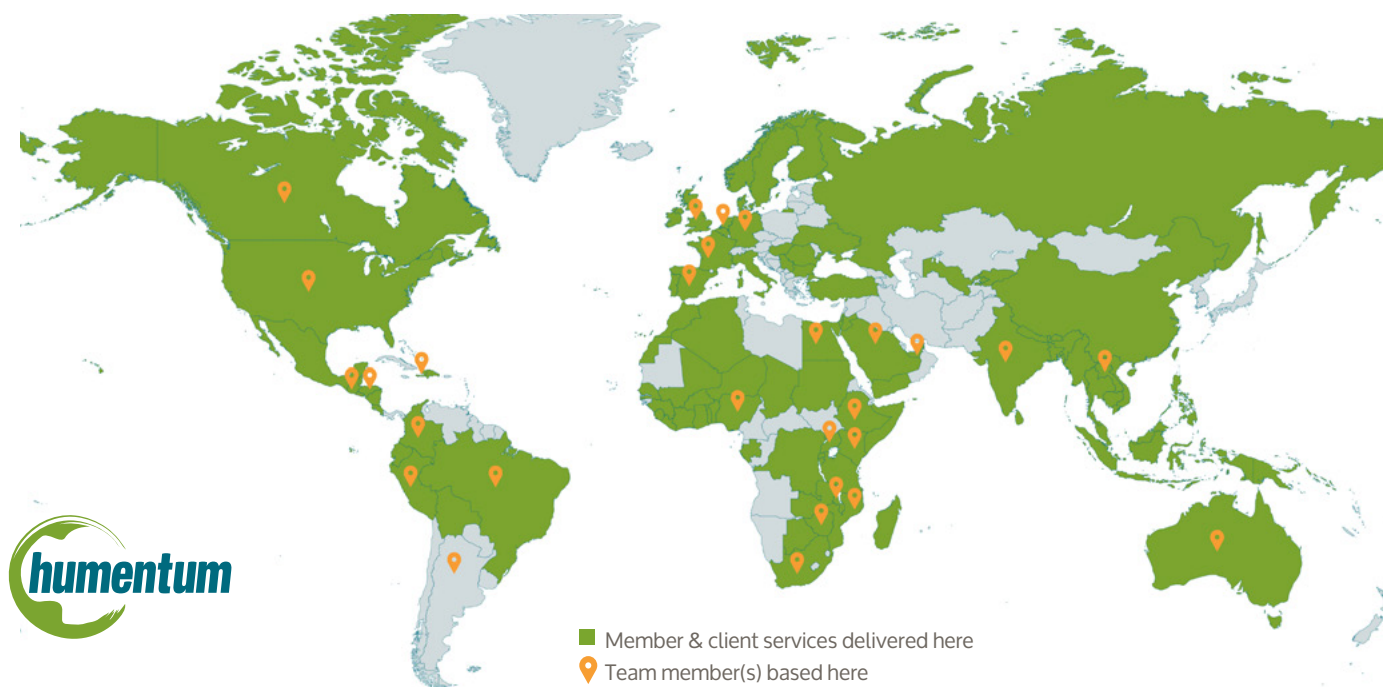 humentum
Member & client services delivered here
Team member(s) based here